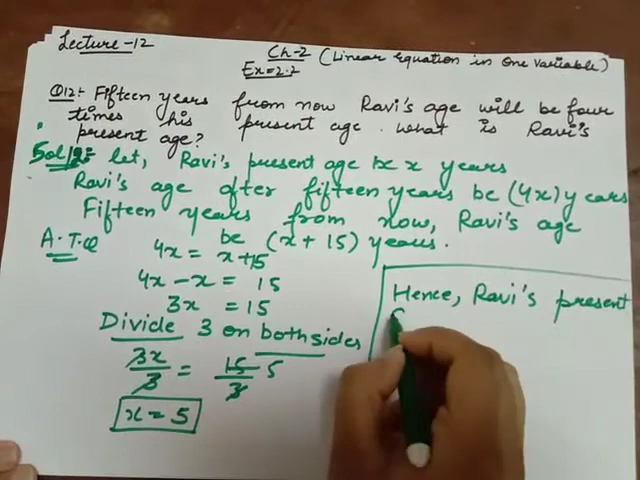 Lecture-12
Ch-2 (Linear Equation in One Variable)
Ex=2.2
Q12:- Fifteen years from now Ravi's age will be four
times his present age. What is Ravi's
present age?
Sol12:- let, Ravi's present age be x years
Ravi's age after fifteen years be (4x) years
Fifteen years from now, Ravi's age
be (x+15) years.
A.T.Q
4x = x+15
4x - x = 15
3x = 15
Divide 3 on both sides
3x/3 = 15/3 5
x = 5
Hence, Ravi's present